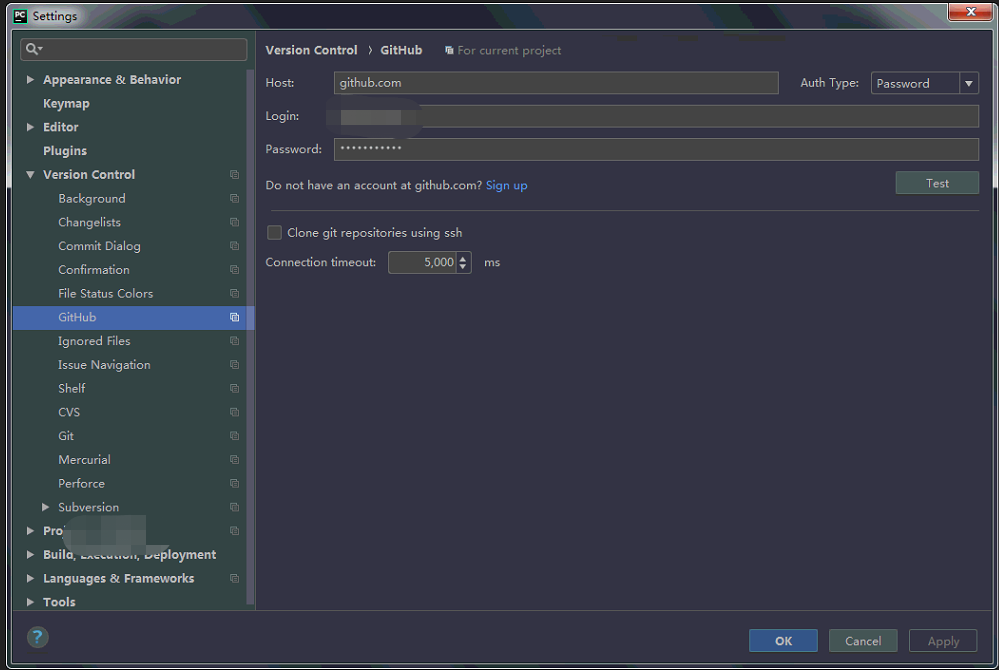 PC Settings
Version Control › GitHub For current project
Host: github.com Auth Type: Password
Login:
Password: •••••••••••
Do not have an account at github.com? Sign up Test
Clone git repositories using ssh
Connection timeout: 5,000 ms
Appearance & Behavior
Keymap
Editor
Plugins
Version Control
Background
Changelists
Commit Dialog
Confirmation
File Status Colors
GitHub
Ignored Files
Issue Navigation
Shelf
CVS
Git
Mercurial
Perforce
Subversion
Build, Execution, Deployment
Languages & Frameworks
Tools
? OK Cancel Apply